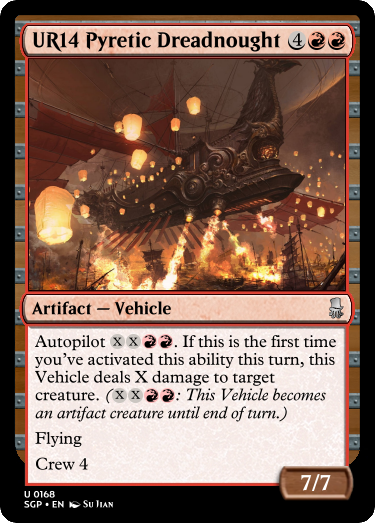 UR14 Pyretic Dreadnought 4RR
Artifact — Vehicle
Autopilot XXRR. If this is the first time
you've activated this ability this turn, this
Vehicle deals X damage to target
creature. (XXRR: This Vehicle becomes
an artifact creature until end of turn.)
Flying
Crew 4
7/7
U 0168
SGP • EN Su Jian